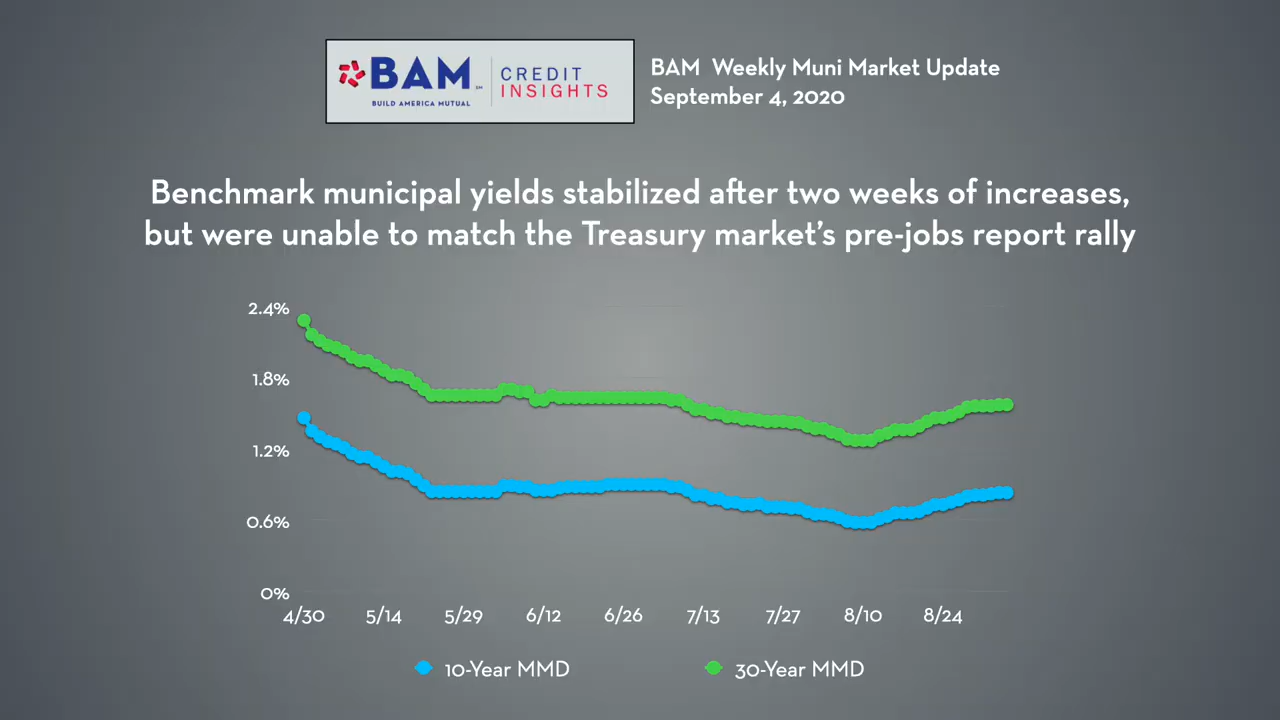 BAM SM
BUILD AMERICA MUTUAL
CREDIT
INSIGHTS
BAM Weekly Muni Market Update
September 4, 2020
Benchmark municipal yields stabilized after two weeks of increases,
but were unable to match the Treasury market's pre-jobs report rally
2.4%
1.8%
1.2%
0.6%
0%
4/30 5/14 5/29 6/12 6/26 7/13 7/27 8/10 8/24
10-Year MMD 30-Year MMD